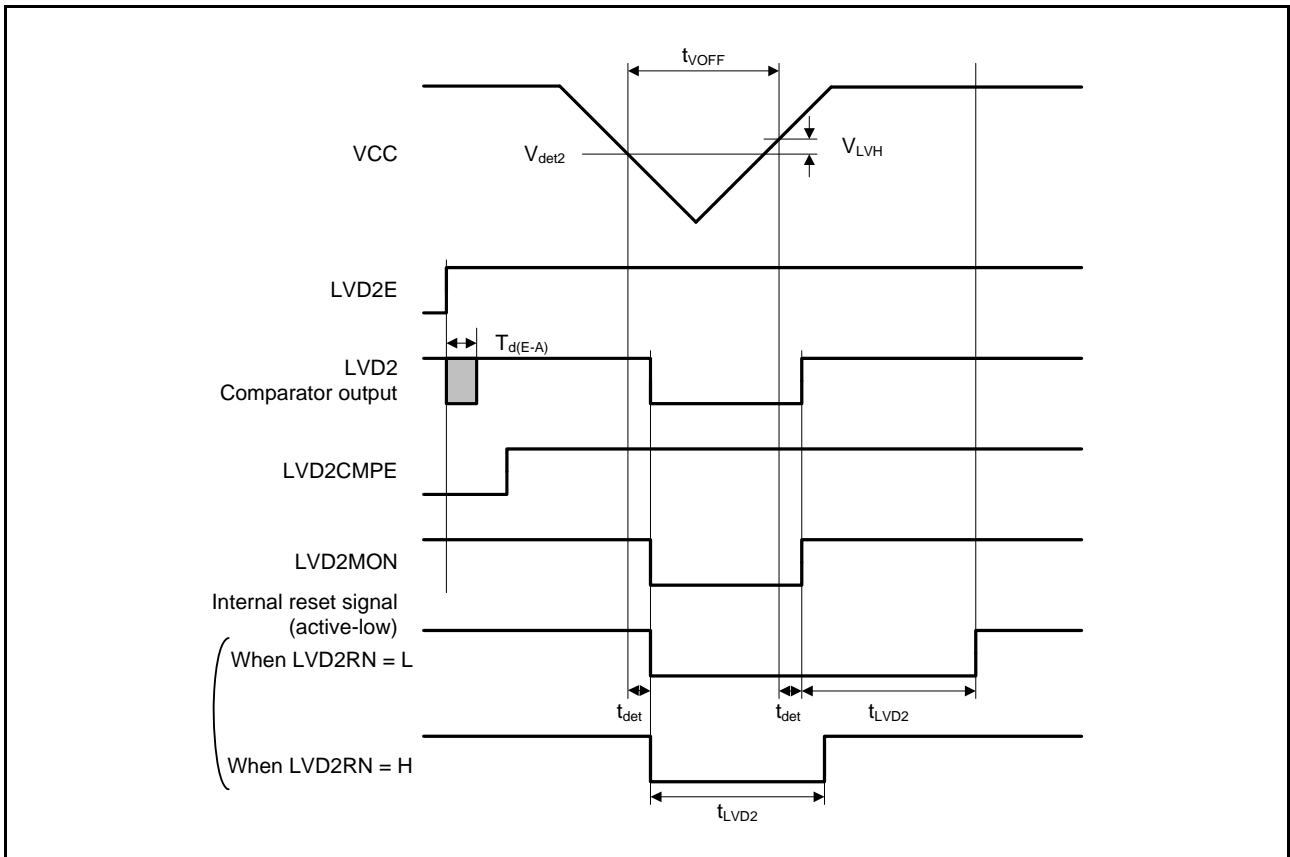 tVOFF
VCC
Vdet2
VLVH
LVD2E
Td(E-A)
LVD2
Comparator output
LVD2CMPE
LVD2MON
Internal reset signal
(active-low)
When LVD2RN = L
tdet
tdet
tLVD2
When LVD2RN = H
tLVD2